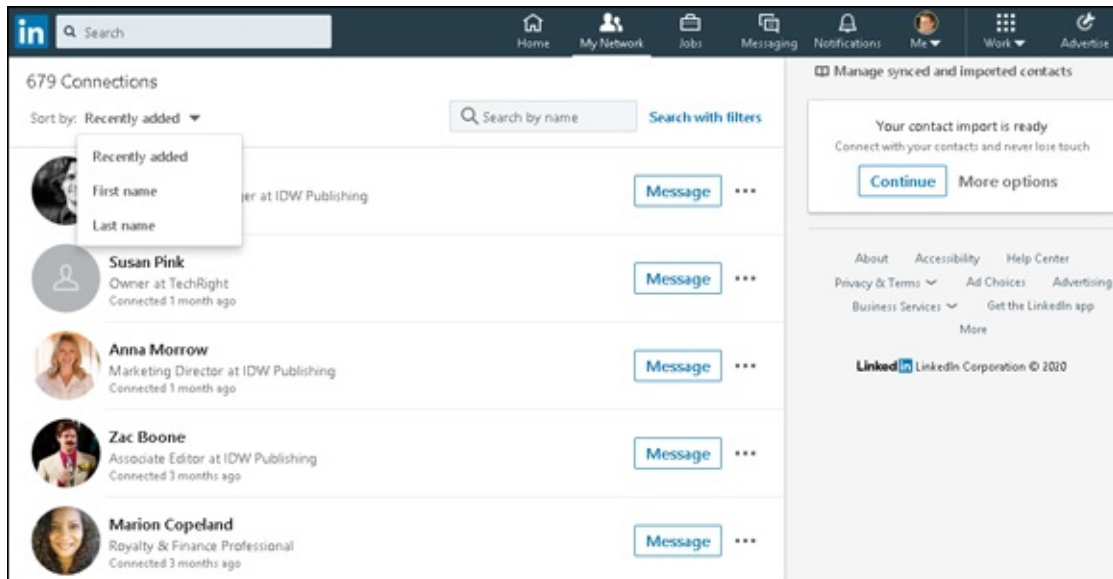 in Search Home My Network Jobs Messaging Notifications Me Work Advertise
679 Connections
Sort by: Recently added
Search by name
Search with filters
Recently added
First name
Last name
at IDW Publishing
Message
Susan Pink
Owner at TechRight
Connected 1 month ago
Message
Anna Morrow
Marketing Director at IDW Publishing
Connected 1 month ago
Message
Zac Boone
Associate Editor at IDW Publishing
Connected 3 months ago
Message
Marion Copeland
Royalty & Finance Professional
Connected 3 months ago
Message
Manage synced and imported contacts
Your contact import is ready
Connect with your contacts and never lose touch
Continue More options
About Accessibility Help Center
Privacy & Terms Ad Choices Advertising
Business Services Get the LinkedIn app
More
Linked in LinkedIn Corporation © 2020